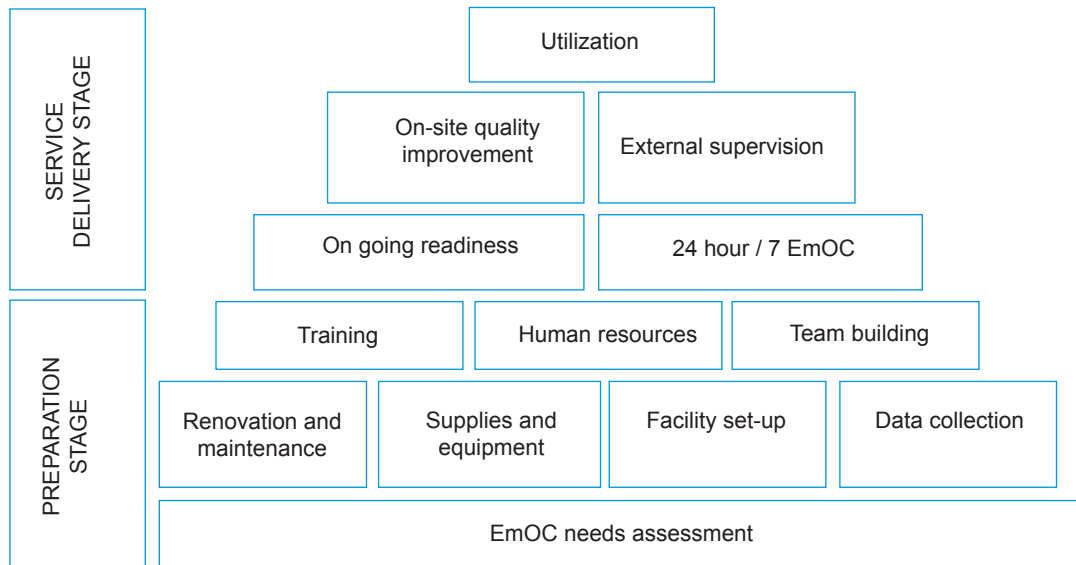 SERVICE
DELIVERY STAGE
Utilization
On-site quality
improvement
External supervision
On going readiness
24 hour / 7 EmOC
PREPARATION
STAGE
Training
Human resources
Team building
Renovation and
maintenance
Supplies and
equipment
Facility set-up
Data collection
EmOC needs assessment